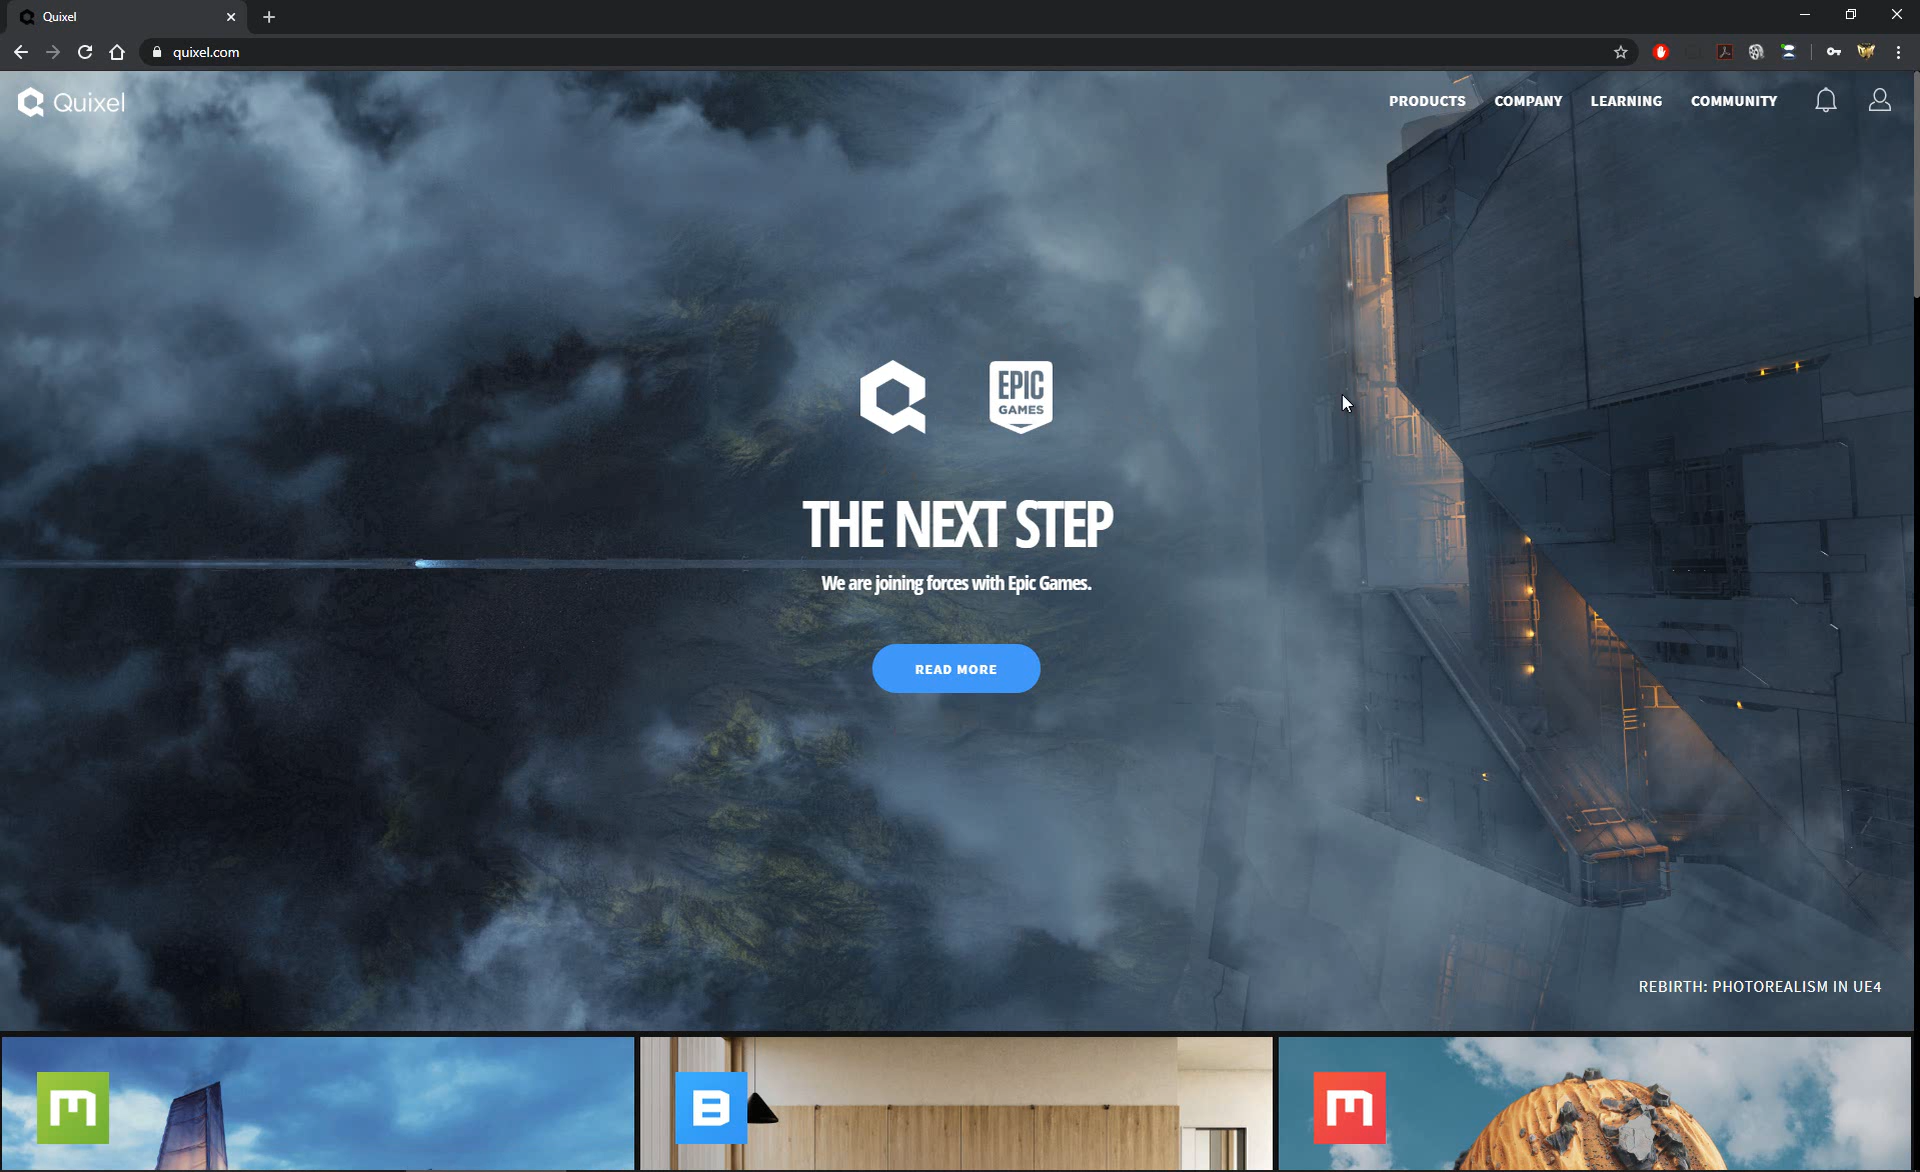 Quixel
quixel.com
Quixel
PRODUCTS COMPANY LEARNING COMMUNITY
EPIC
GAMES
THE NEXT STEP
We are joining forces with Epic Games.
READ MORE
REBIRTH: PHOTOREALISM IN UE4
M
B
M